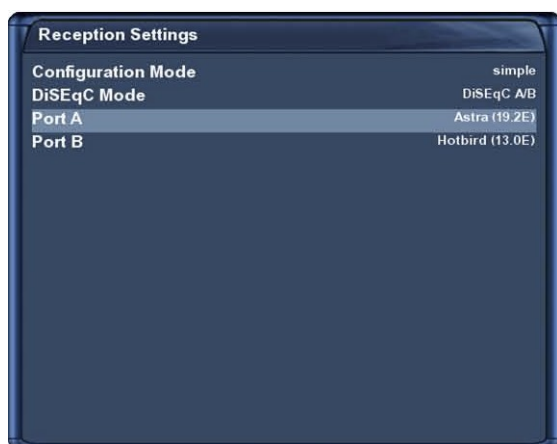 Reception Settings
Configuration Mode simple
DiSEqC Mode DiSEqC A/B
Port A Astra (19.2E)
Port B Hotbird (13.0E)